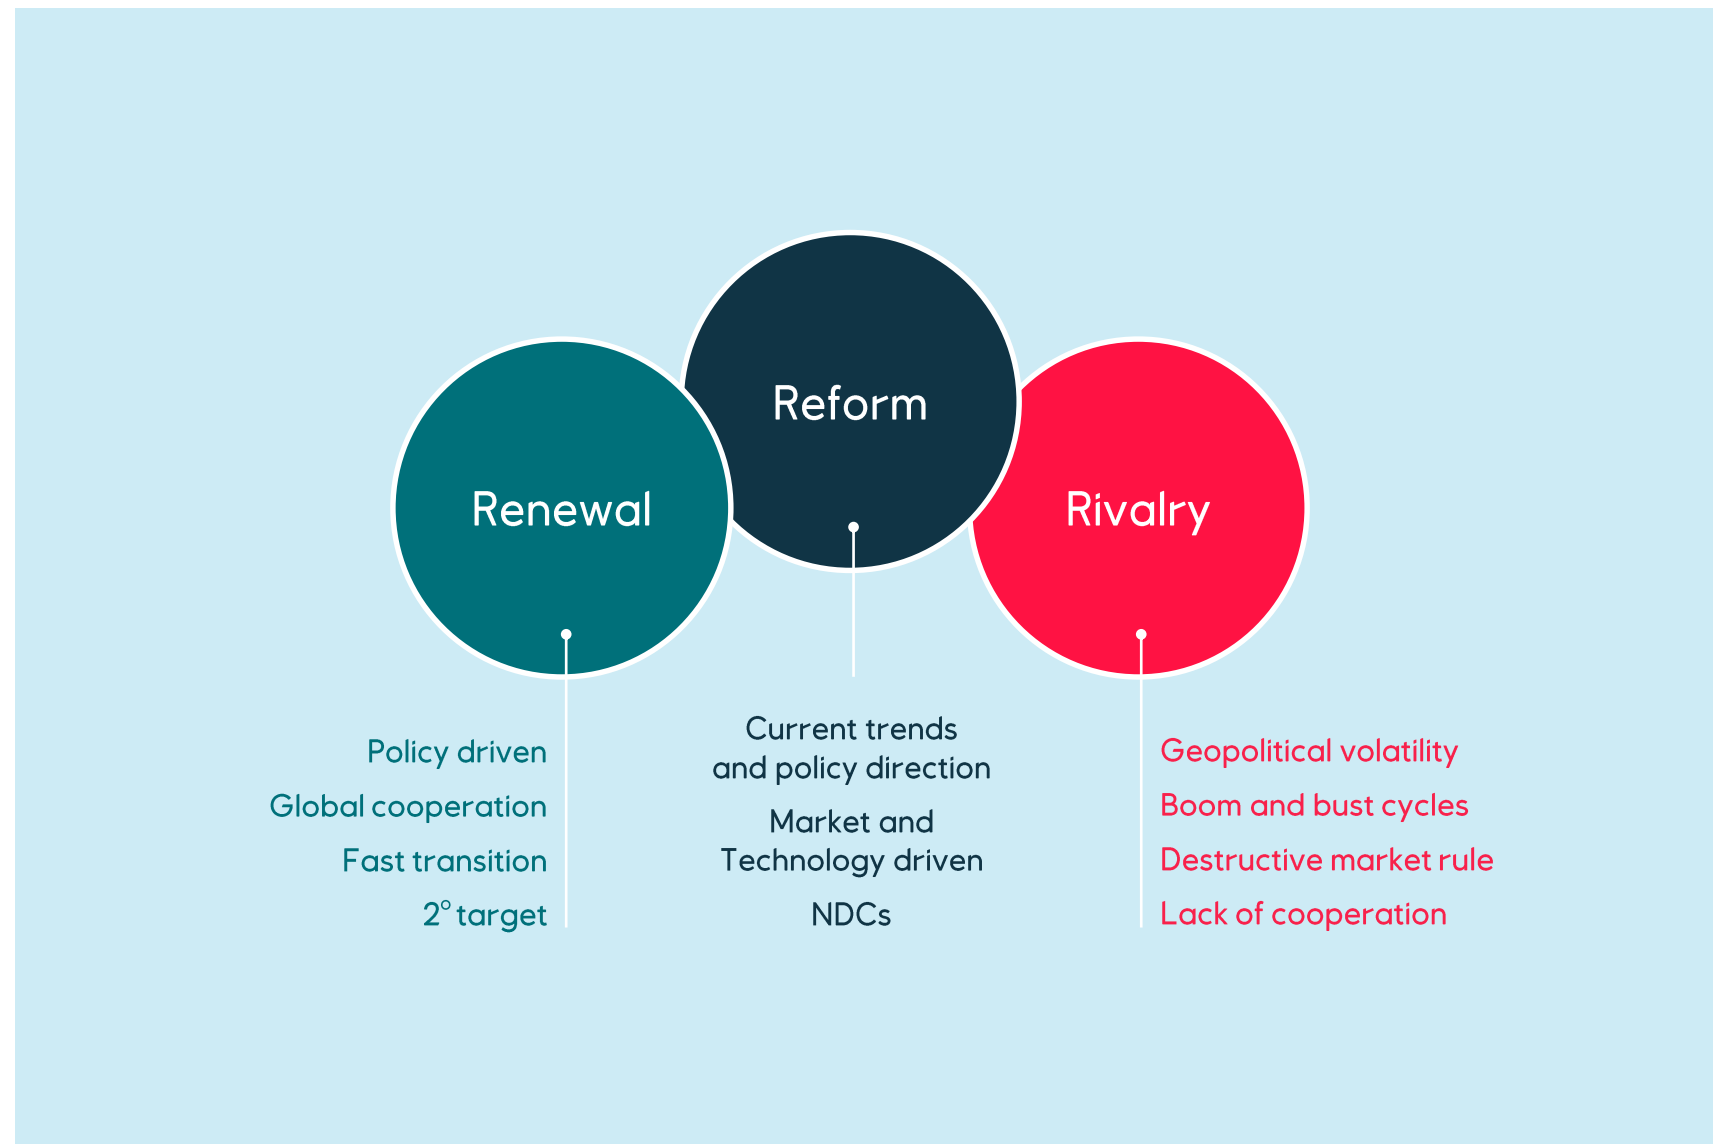 Reform
Renewal
Rivalry
Policy driven
Global cooperation
Fast transition
2° target
Current trends
and policy direction
Market and
Technology driven
NDCs
Geopolitical volatility
Boom and bust cycles
Destructive market rule
Lack of cooperation